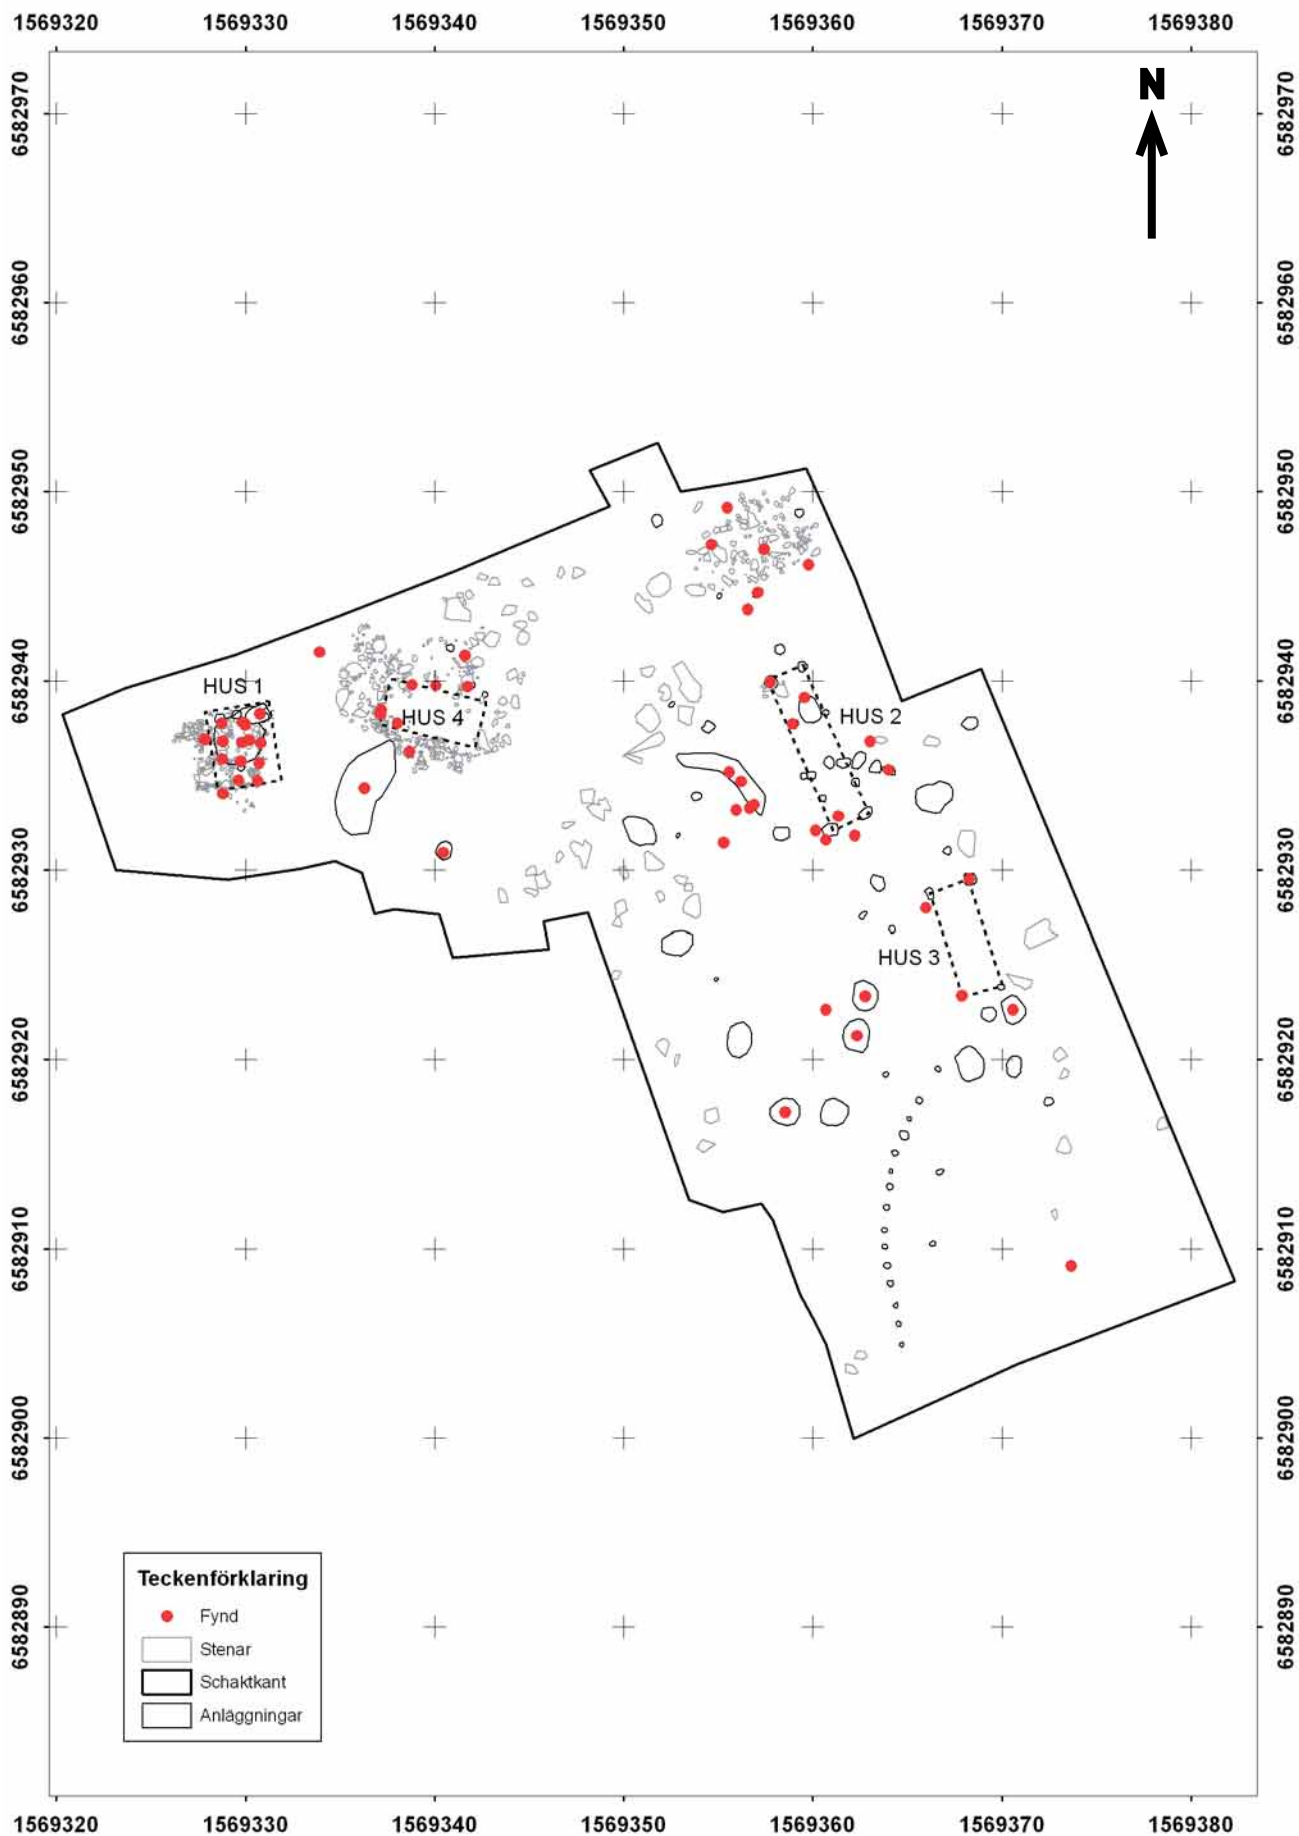 1569320 1569330 1569340 1569350 1569360 1569370 1569380
N
6582970 6582970
6582960 6582960
6582950 6582950
6582940 6582940
HUS 1
HUS 4
HUS 2
6582930 6582930
HUS 3
6582920 6582920
6582910 6582910
6582900 6582900
6582890 6582890
Teckenförklaring
Fynd
Stenar
Schaktkant
Anläggningar
1569320 1569330 1569340 1569350 1569360 1569370 1569380